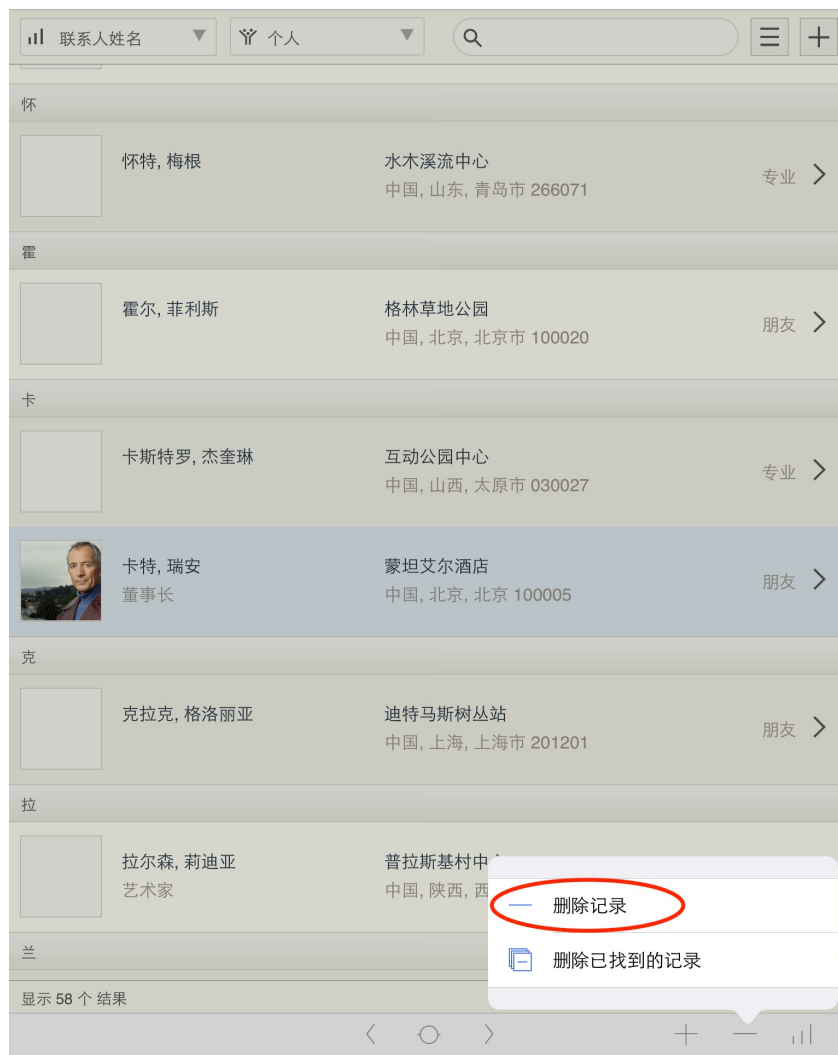 联系人姓名 个人
怀
怀特, 梅根 水木溪流中心
中国, 山东, 青岛市 266071 专业
霍
霍尔, 菲利斯 格林草地公园
中国, 北京, 北京市 100020 朋友
卡
卡斯特罗, 杰奎琳 互动公园中心
中国, 山西, 太原市 030027 专业
卡特, 瑞安 蒙坦艾尔酒店
董事长 中国, 北京, 北京 100005 朋友
克
克拉克, 格洛丽亚 迪特马斯树丛站
中国, 上海, 上海市 201201 朋友
拉
拉尔森, 莉迪亚 普拉斯基村中
艺术家 中国, 陕西, 西
删除记录
兰
删除已找到的记录
显示 58 个 结果